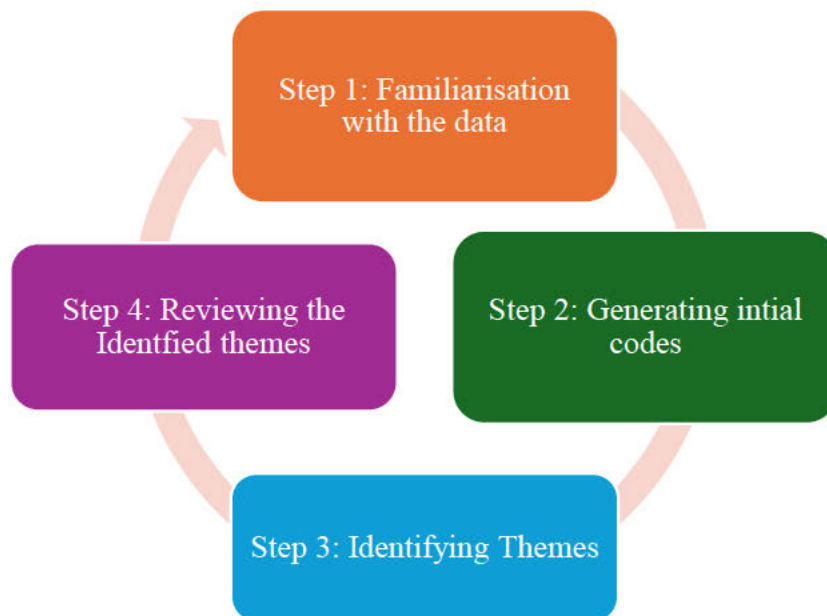 Step 1: Familiarisation
with the data
Step 2: Generating intial
codes
Step 3: Identifying Themes
Step 4: Reviewing the
Identfied themes